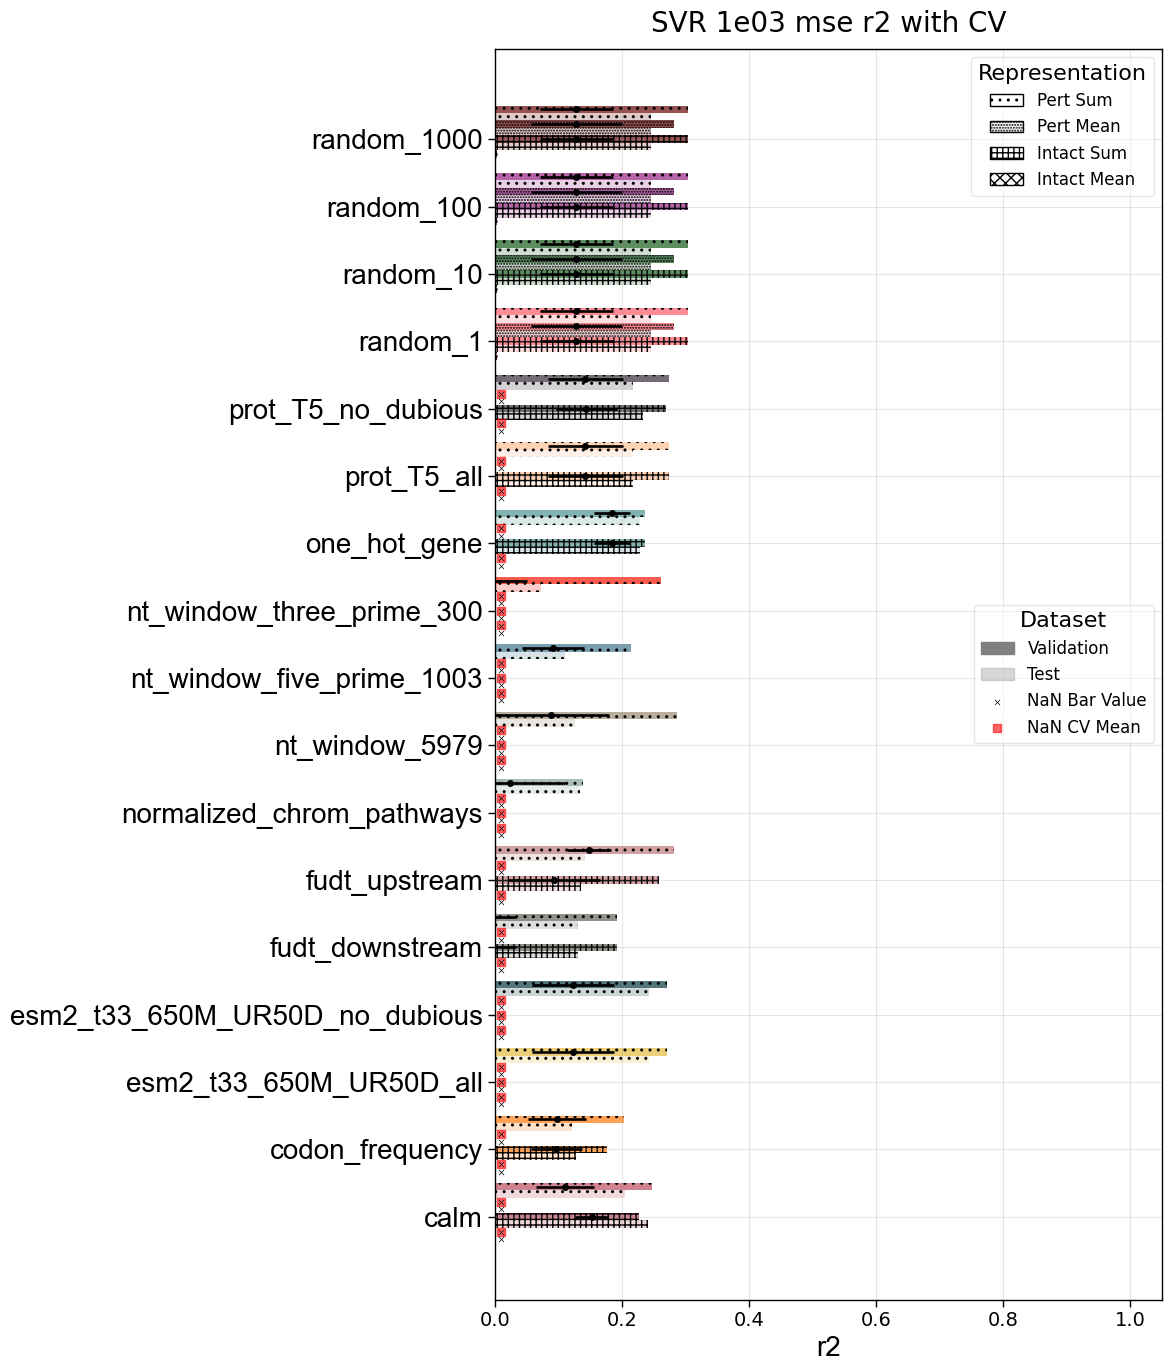 SVR 1e03 mse r2 with CV
Representation
Pert Sum
Pert Mean
Intact Sum
Intact Mean
random_1000
random_100
random_10
random_1
prot_T5_no_dubious
prot_T5_all
one_hot_gene
nt_window_three_prime_300
nt_window_five_prime_1003
nt_window_5979
normalized_chrom_pathways
fudt_upstream
fudt_downstream
esm2_t33_650M_UR50D_no_dubious
esm2_t33_650M_UR50D_all
codon_frequency
calm
Dataset
Validation
Test
NaN Bar Value
NaN CV Mean
0.0 0.2 0.4 0.6 0.8 1.0
r2